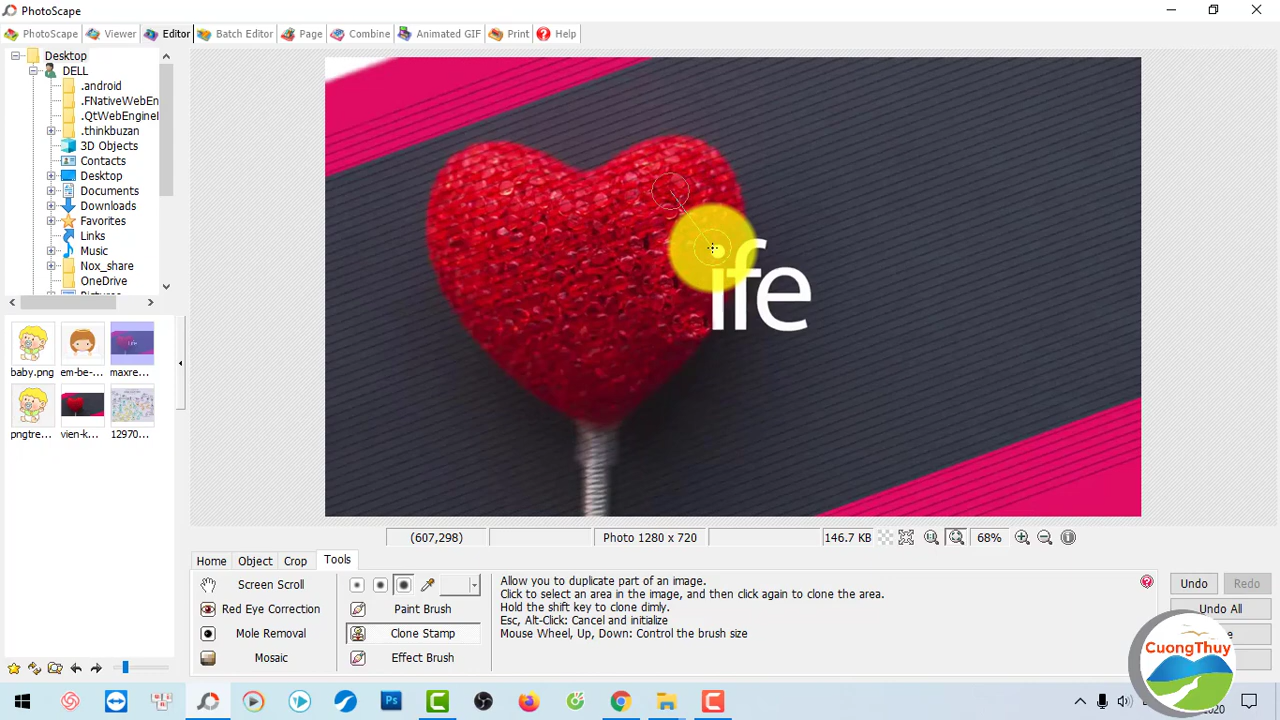 PhotoScape
PhotoScape Viewer Editor Batch Editor Page Combine Animated GIF Print Help
Desktop
DELL
.android
.FNativeWebEn
.QtWebEngineI
.thinkbuzan
3D Objects
Contacts
Desktop
Documents
Downloads
Favorites
Links
Music
Nox_share
OneDrive
ife
baby.png em-be-... maxre...
pngtre... vien-k... 12970...
(607,298) Photo 1280 x 720 146.7 KB 68%
Home Object Crop Tools
Screen Scroll
Red Eye Correction
Mole Removal
Mosaic
Paint Brush
Clone Stamp
Effect Brush
Allow you to duplicate part of an image.
Click to select an area in the image, and then click again to clone the area.
Hold the shift key to clone dimly.
Esc, Alt-Click: Cancel and initialize
Mouse Wheel, Up, Down: Control the brush size
Undo Redo
Undo All
CuongThuy
Ps